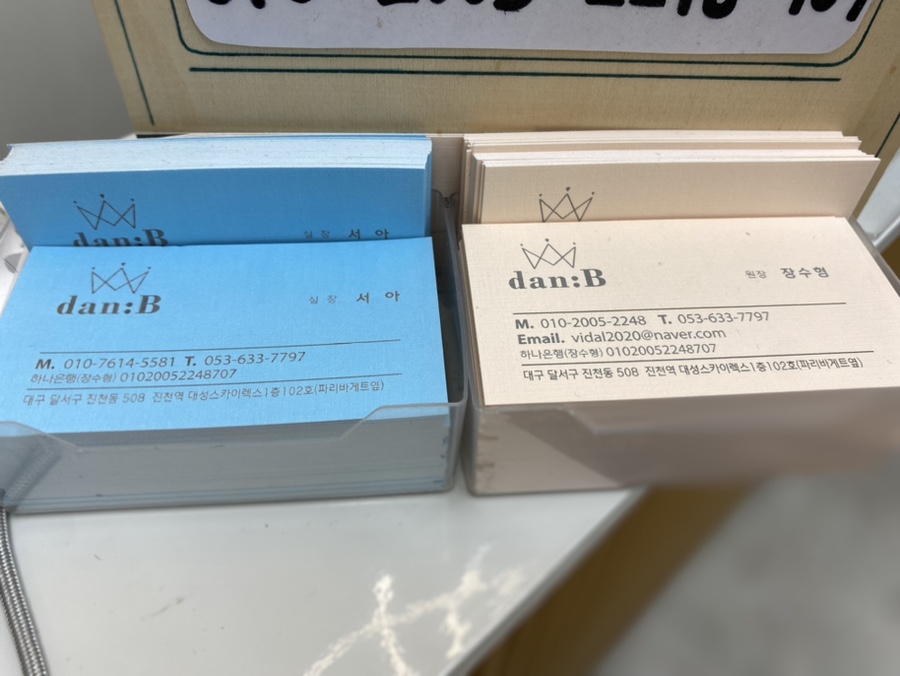 dan:B
실장 서아
dan:B
실장 서아
M. 010-7614-5581 T. 053-633-7797
하나은행(장수형) 01020052248707
대구 달서구 진천동 508 진천역 대성스카이렉스1층102호(파리바게트옆)
dan:B
원장 장수형
M. 010-2005-2248 T. 053-633-7797
Email. vidal2020@naver.com
하나은행(장수형) 01020052248707
대구 달서구 진천동 508 진천역 대성스카이렉스1층102호(파리바게트옆)